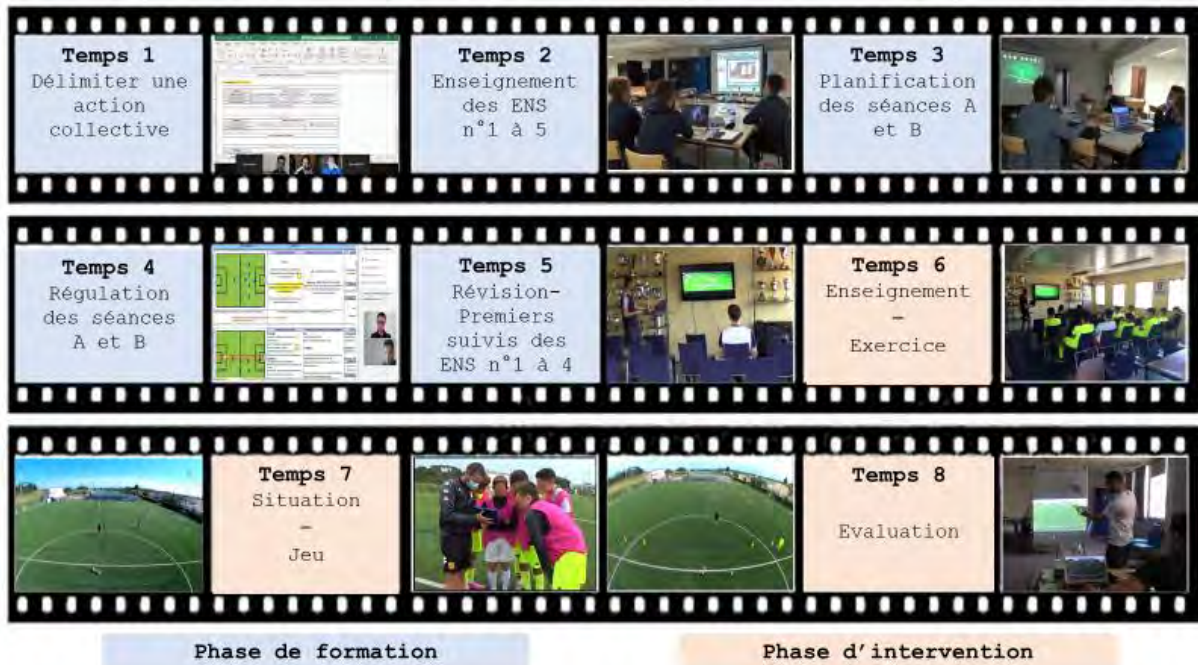 Temps 1
Délimiter une
action
collective
Temps 2
Enseignement
des ENS
n°1 à 5
Temps 3
Planification
des séances A
et B
Temps 4
Régulation
des séances
A et B
Temps 5
Révision-
Premiers
suivis des
ENS n°1 à 4
Temps 6
Enseignement
–
Exercice
Temps 7
Situation
–
Jeu
Temps 8
Evaluation
Phase de formation
Phase d'intervention